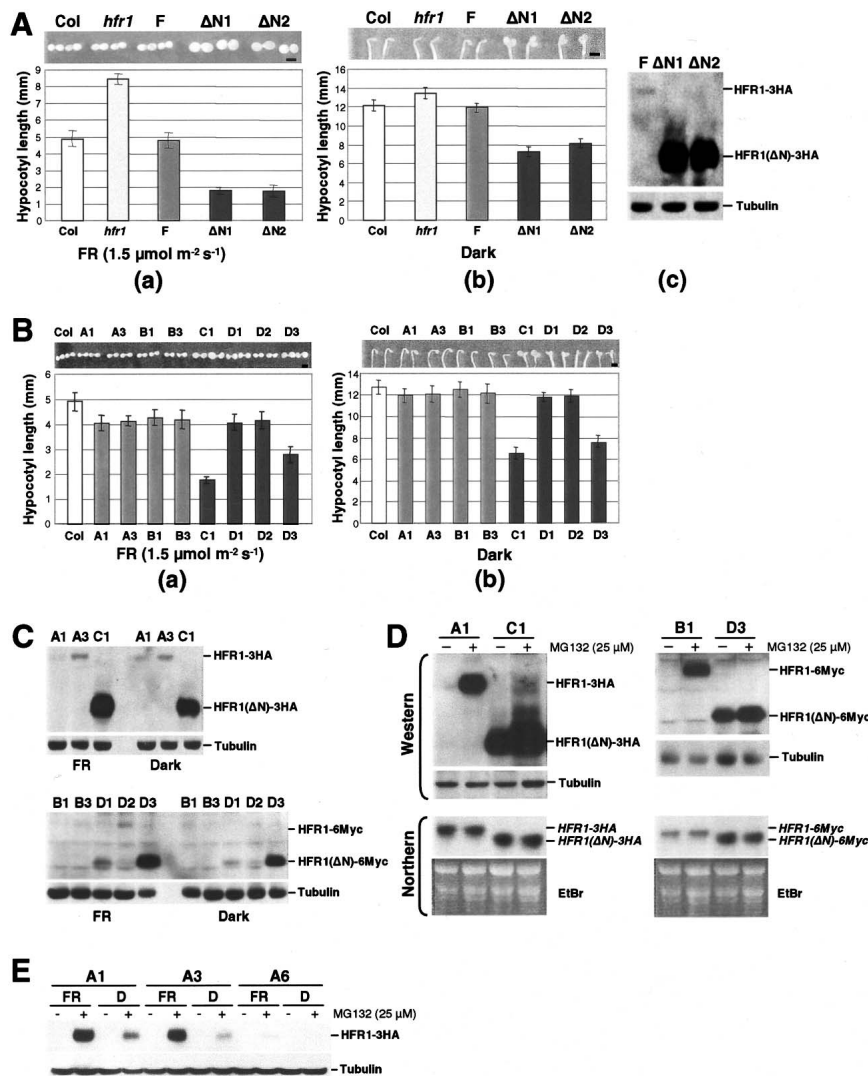 A
Col hfr1 F ΔN1 ΔN2
Hypocotyl length (mm)
9
8
7
6
5
4
3
2
1
0
Col hfr1 F ΔN1 ΔN2
FR (1.5 μmol m-2 s-1)
(a)
Col hfr1 F ΔN1 ΔN2
Hypocotyl length (mm)
16
14
12
10
8
6
4
2
0
Col hfr1 F ΔN1 ΔN2
Dark
(b)
F ΔN1 ΔN2
HFR1-3HA
HFR1(ΔN)-3HA
Tubulin
(c)
B
Col A1 A3 B1 B3 C1 D1 D2 D3
Hypocotyl length (mm)
6
5
4
3
2
1
0
Col A1 A3 B1 B3 C1 D1 D2 D3
FR (1.5 μmol m-2 s-1)
(a)
Col A1 A3 B1 B3 C1 D1 D2 D3
Hypocotyl length (mm)
14
12
10
8
6
4
2
0
Col A1 A3 B1 B3 C1 D1 D2 D3
Dark
(b)
C
A1 A3 C1 A1 A3 C1
HFR1-3HA
HFR1(ΔN)-3HA
Tubulin
FR Dark
B1 B3 D1 D2 D3 B1 B3 D1 D2 D3
HFR1-6Myc
HFR1(ΔN)-6Myc
Tubulin
FR Dark
D
A1 C1
- + - + MG132 (25 μM)
Western
HFR1-3HA
HFR1(ΔN)-3HA
Tubulin
Northern
HFR1-3HA
HFR1(ΔN)-3HA
EtBr
B1 D3
- + - +
HFR1-6Myc
HFR1(ΔN)-6Myc
Tubulin
HFR1-6Myc
HFR1(ΔN)-6Myc
EtBr
E
A1 A3 A6
FR D FR D FR D
- + - + - + - + - + - + MG132 (25 μM)
HFR1-3HA
Tubulin